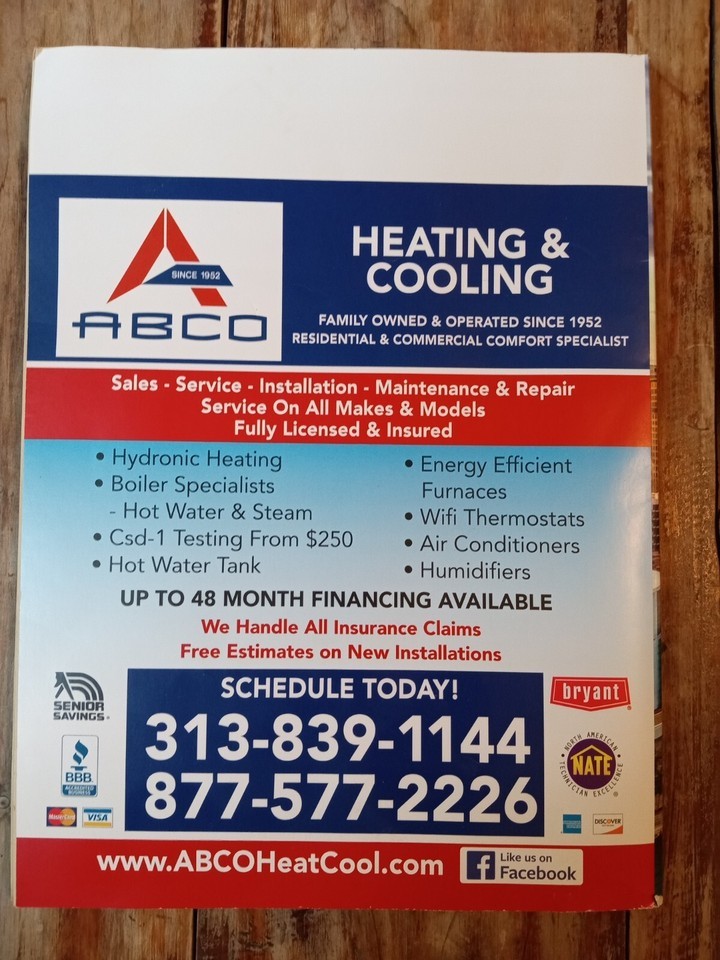 SINCE 1952
ABCO
HEATING &
COOLING
FAMILY OWNED & OPERATED SINCE 1952
RESIDENTIAL & COMMERCIAL COMFORT SPECIALIST
Sales - Service - Installation - Maintenance & Repair
Service On All Makes & Models
Fully Licensed & Insured
• Hydronic Heating
• Boiler Specialists
- Hot Water & Steam
• Csd-1 Testing From $250
• Hot Water Tank
• Energy Efficient
Furnaces
• Wifi Thermostats
• Air Conditioners
• Humidifiers
UP TO 48 MONTH FINANCING AVAILABLE
We Handle All Insurance Claims
Free Estimates on New Installations
SENIOR
SAVINGS
BBB
ACCREDITED
BUSINESS
MasterCard
VISA
SCHEDULE TODAY!
313-839-1144
877-577-2226
bryant
NORTH AMERICAN
NATE
TECHNICIAN EXCELLENCE
DISCOVER
www.ABCOHeatCool.com
f
Like us on
Facebook